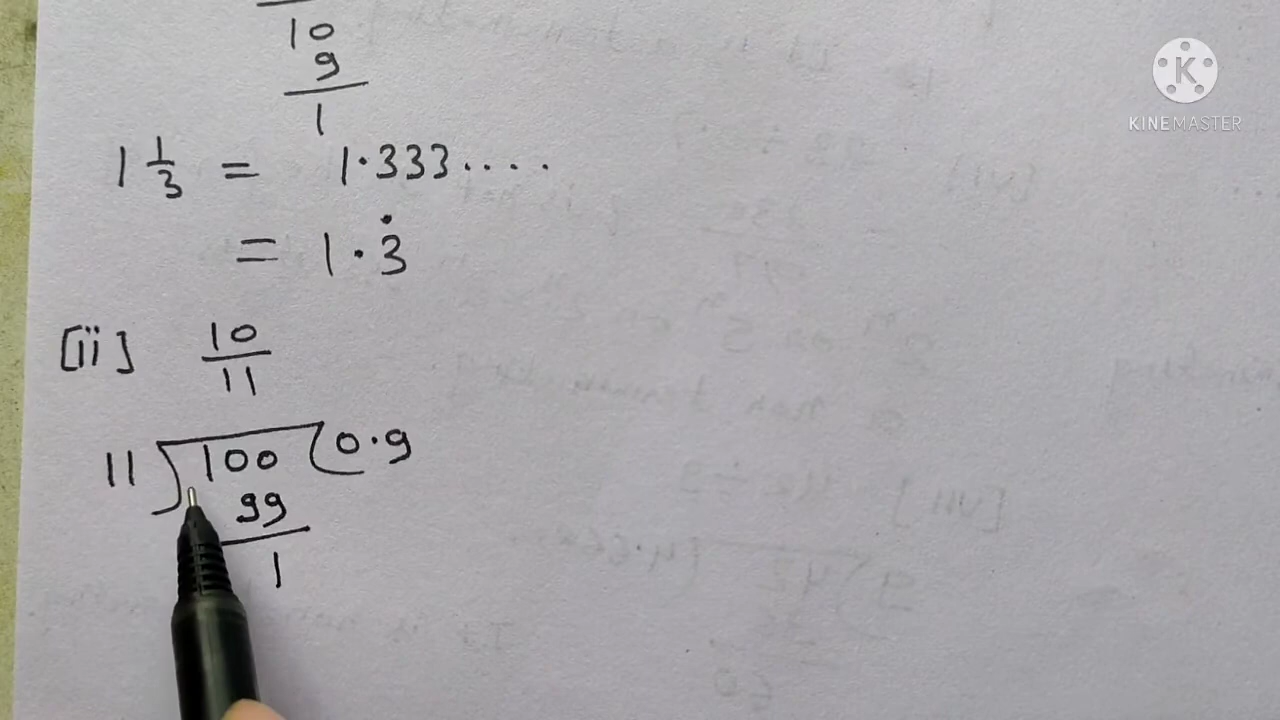 10
9
1
1 1/3 = 1.333....
= 1.3̇
[ii] 10/11
11 ) 100 ( 0.9
99
1
K
KINEMASTER